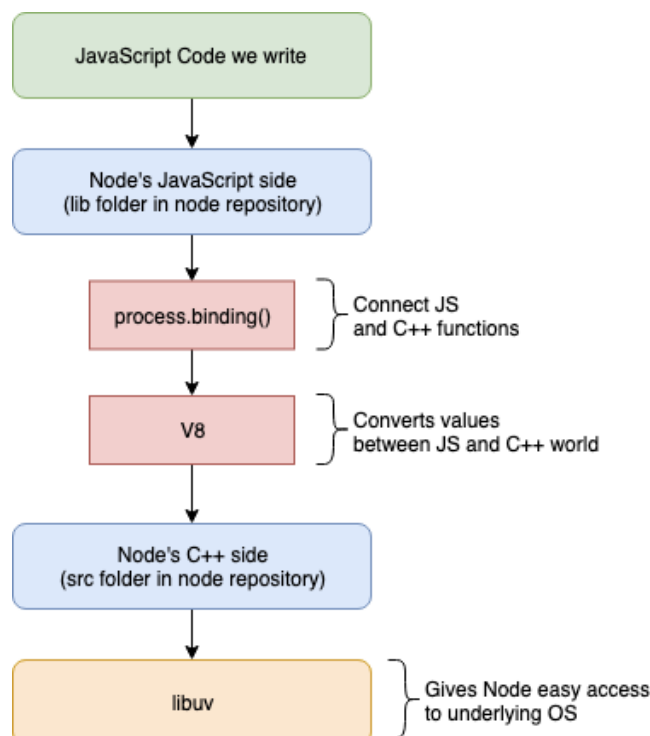 JavaScript Code we write
Node's JavaScript side
(lib folder in node repository)
process.binding()
Connect JS
and C++ functions
V8
Converts values
between JS and C++ world
Node's C++ side
(src folder in node repository)
libuv
Gives Node easy access
to underlying OS